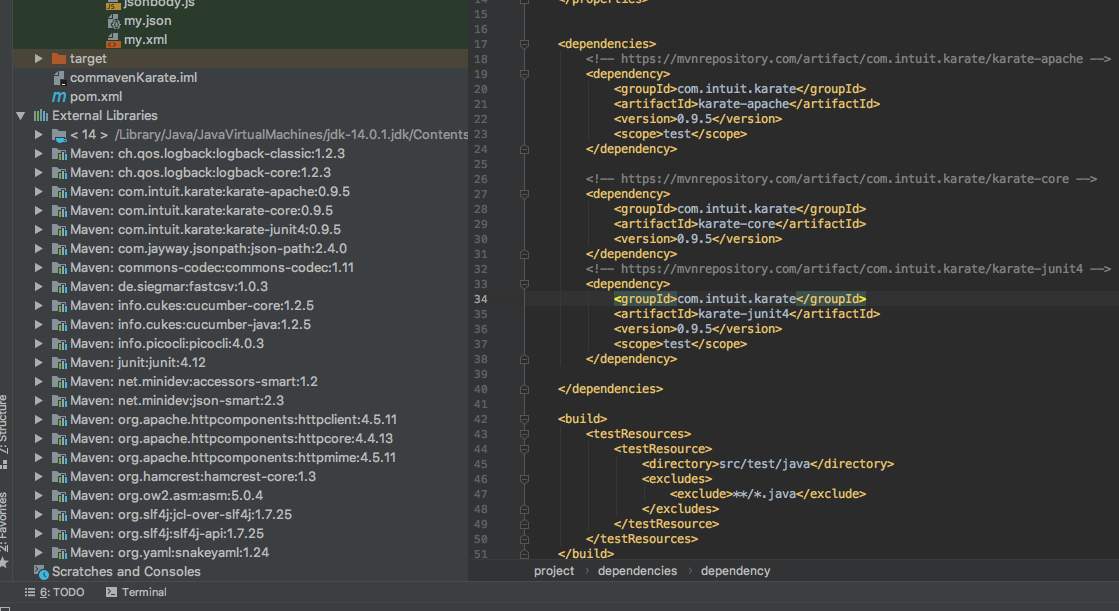 jsonbody.js
my.json
my.xml
target
commavenKarate.iml
pom.xml
External Libraries
< 14 > /Library/Java/JavaVirtualMachines/jdk-14.0.1.jdk/Contents
Maven: ch.qos.logback:logback-classic:1.2.3
Maven: ch.qos.logback:logback-core:1.2.3
Maven: com.intuit.karate:karate-apache:0.9.5
Maven: com.intuit.karate:karate-core:0.9.5
Maven: com.intuit.karate:karate-junit4:0.9.5
Maven: com.jayway.jsonpath:json-path:2.4.0
Maven: commons-codec:commons-codec:1.11
Maven: de.siegmar:fastcsv:1.0.3
Maven: info.cukes:cucumber-core:1.2.5
Maven: info.cukes:cucumber-java:1.2.5
Maven: info.picocli:picocli:4.0.3
Maven: junit:junit:4.12
Maven: net.minidev:accessors-smart:1.2
Maven: net.minidev:json-smart:2.3
Maven: org.apache.httpcomponents:httpclient:4.5.11
Maven: org.apache.httpcomponents:httpcore:4.4.13
Maven: org.apache.httpcomponents:httpmime:4.5.11
Maven: org.hamcrest:hamcrest-core:1.3
Maven: org.ow2.asm:asm:5.0.4
Maven: org.slf4j:jcl-over-slf4j:1.7.25
Maven: org.slf4j:slf4j-api:1.7.25
Maven: org.yaml:snakeyaml:1.24
Scratches and Consoles
Z: Structure
2: Favorites
14 </properties>
15
16
17 <dependencies>
18 <!-- https://mvnrepository.com/artifact/com.intuit.karate/karate-apache -->
19 <dependency>
20 <groupId>com.intuit.karate</groupId>
21 <artifactId>karate-apache</artifactId>
22 <version>0.9.5</version>
23 <scope>test</scope>
24 </dependency>
25
26 <!-- https://mvnrepository.com/artifact/com.intuit.karate/karate-core -->
27 <dependency>
28 <groupId>com.intuit.karate</groupId>
29 <artifactId>karate-core</artifactId>
30 <version>0.9.5</version>
31 </dependency>
32 <!-- https://mvnrepository.com/artifact/com.intuit.karate/karate-junit4 -->
33 <dependency>
34 <groupId>com.intuit.karate</groupId>
35 <artifactId>karate-junit4</artifactId>
36 <version>0.9.5</version>
37 <scope>test</scope>
38 </dependency>
39
40 </dependencies>
41
42 <build>
43 <testResources>
44 <testResource>
45 <directory>src/test/java</directory>
46 <excludes>
47 <exclude>**/*.java</exclude>
48 </excludes>
49 </testResource>
50 </testResources>
51 </build>
project › dependencies › dependency
6: TODO Terminal